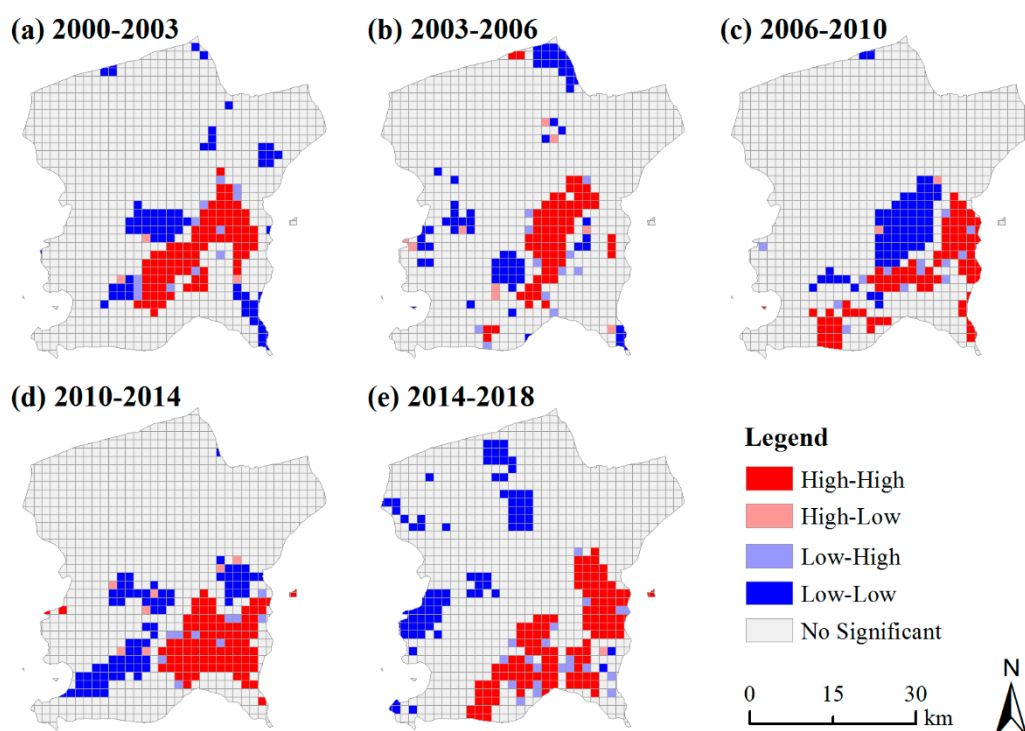 (a) 2000-2003
(b) 2003-2006
(c) 2006-2010
(d) 2010-2014
(e) 2014-2018
Legend
High-High
High-Low
Low-High
Low-Low
No Significant
N
0 15 30
km